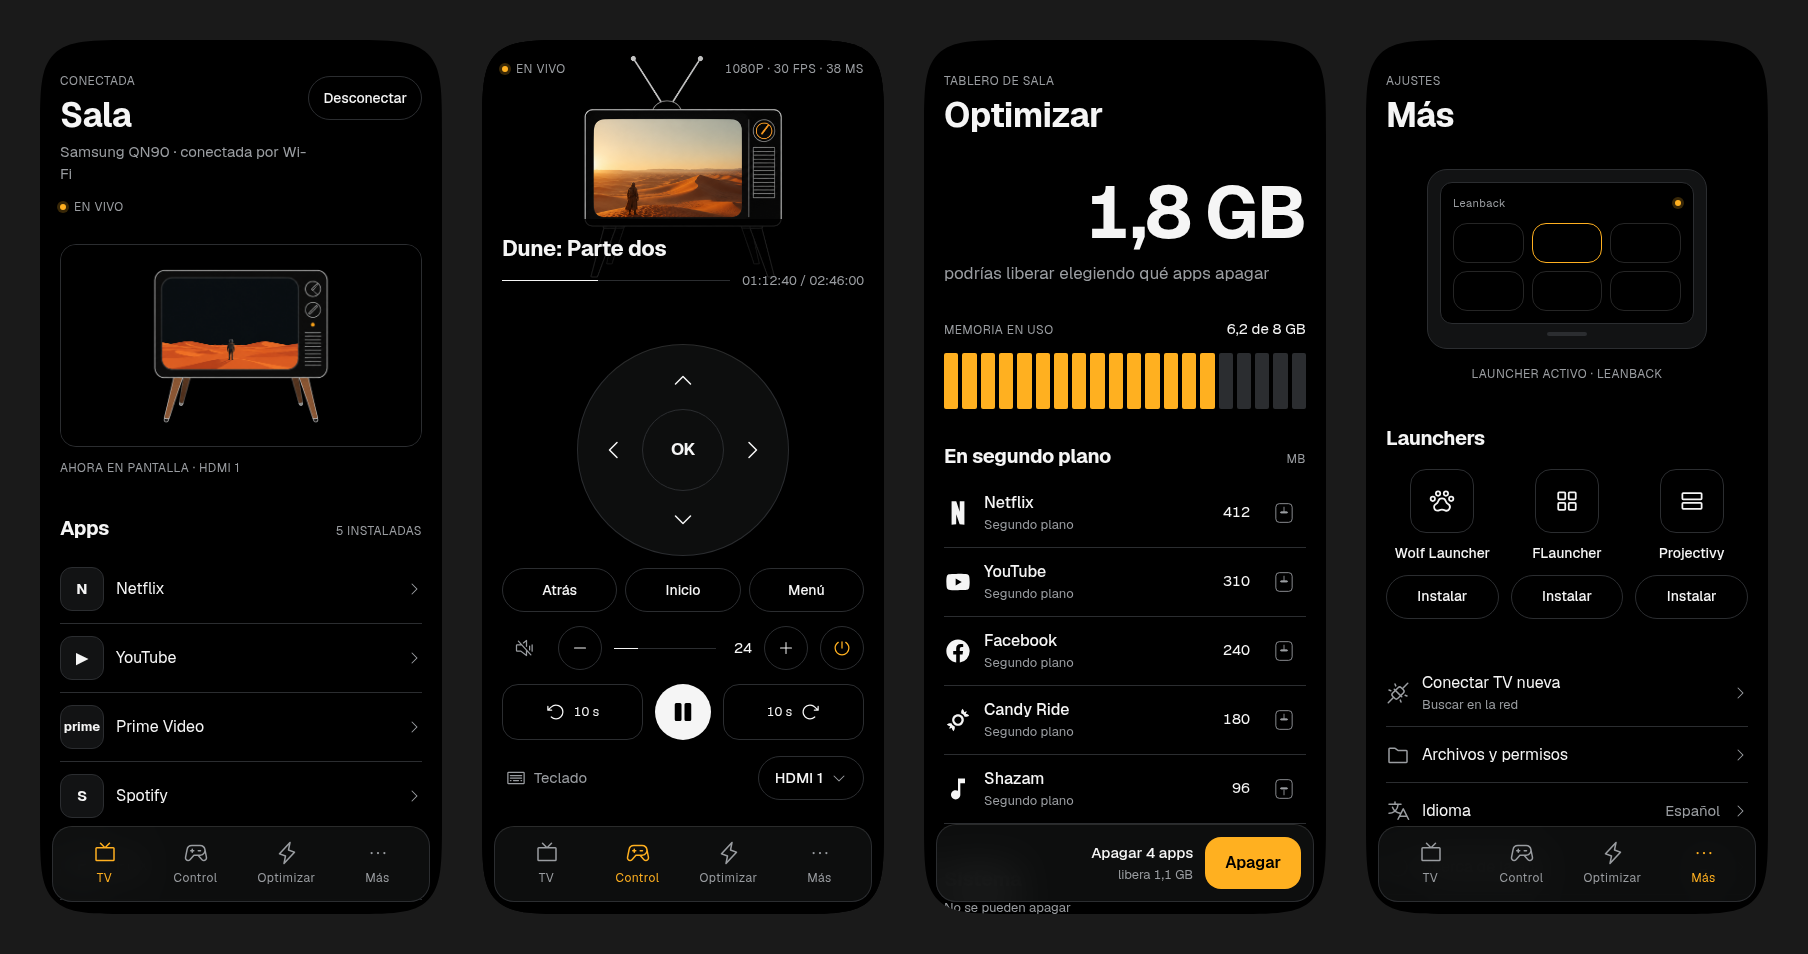 CONECTADA
Sala
Desconectar
Samsung QN90 · conectada por Wi-
Fi
EN VIVO
AHORA EN PANTALLA · HDMI 1
Apps
5 INSTALADAS
N
Netflix
YouTube
prime
Prime Video
S
Spotify
TV
Control
Optimizar
Más
EN VIVO
1080P · 30 FPS · 38 MS
Dune: Parte dos
01:12:40 / 02:46:00
OK
Atrás
Inicio
Menú
24
10 s
10 s
Teclado
HDMI 1
TV
Control
Optimizar
Más
TABLERO DE SALA
Optimizar
1,8 GB
podrías liberar elegiendo qué apps apagar
MEMORIA EN USO
6,2 de 8 GB
En segundo plano
MB
N
Netflix
Segundo plano
412
YouTube
Segundo plano
310
Facebook
Segundo plano
240
Candy Ride
Segundo plano
180
Shazam
Segundo plano
96
Apagar 4 apps
libera 1,1 GB
Apagar
No se pueden apagar
AJUSTES
Más
Leanback
LAUNCHER ACTIVO · LEANBACK
Launchers
Wolf Launcher
FLauncher
Projectivy
Instalar
Instalar
Instalar
Conectar TV nueva
Buscar en la red
Archivos y permisos
Idioma
Español
TV
Control
Optimizar
Más